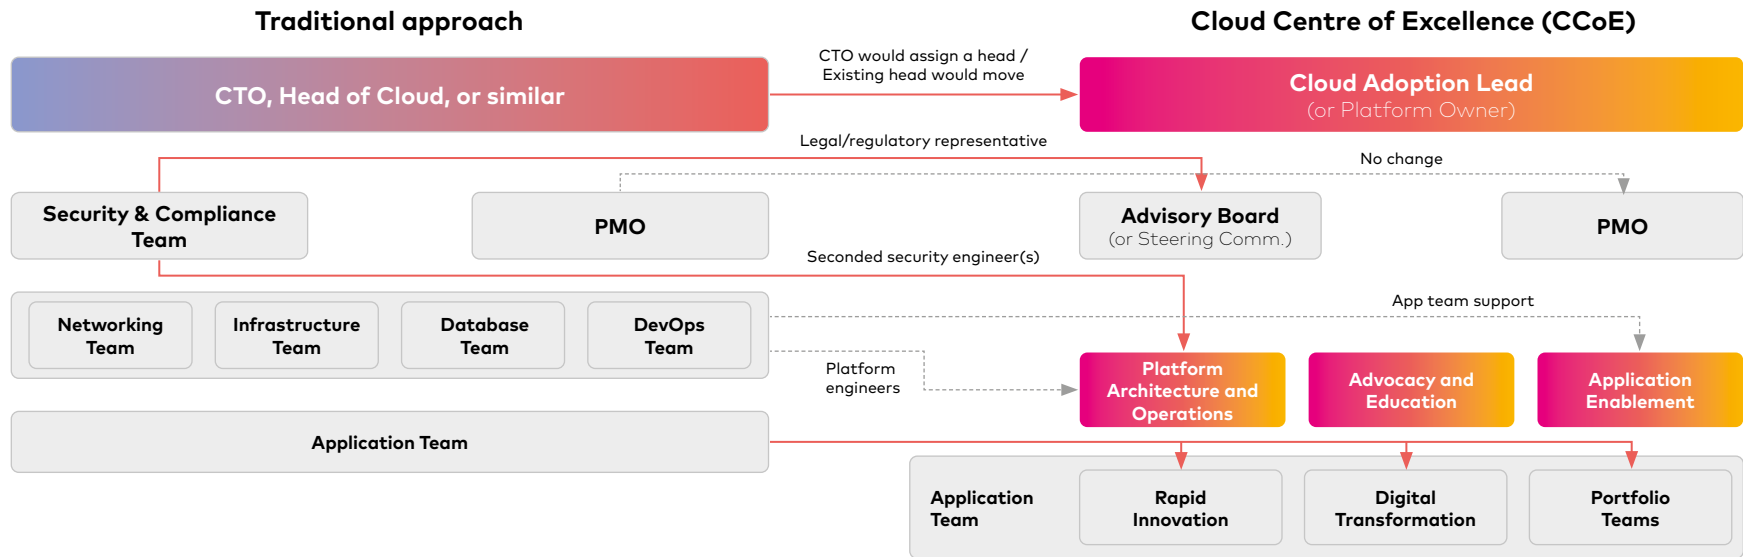 Traditional approach
Cloud Centre of Excellence (CCoE)
CTO, Head of Cloud, or similar
CTO would assign a head /
Existing head would move
Cloud Adoption Lead
(or Platform Owner)
Legal/regulatory representative
No change
Security & Compliance
Team
PMO
Advisory Board
(or Steering Comm.)
PMO
Seconded security engineer(s)
App team support
Networking
Team
Infrastructure
Team
Database
Team
DevOps
Team
Platform
engineers
Platform
Architecture and
Operations
Advocacy and
Education
Application
Enablement
Application Team
Application
Team
Rapid
Innovation
Digital
Transformation
Portfolio
Teams